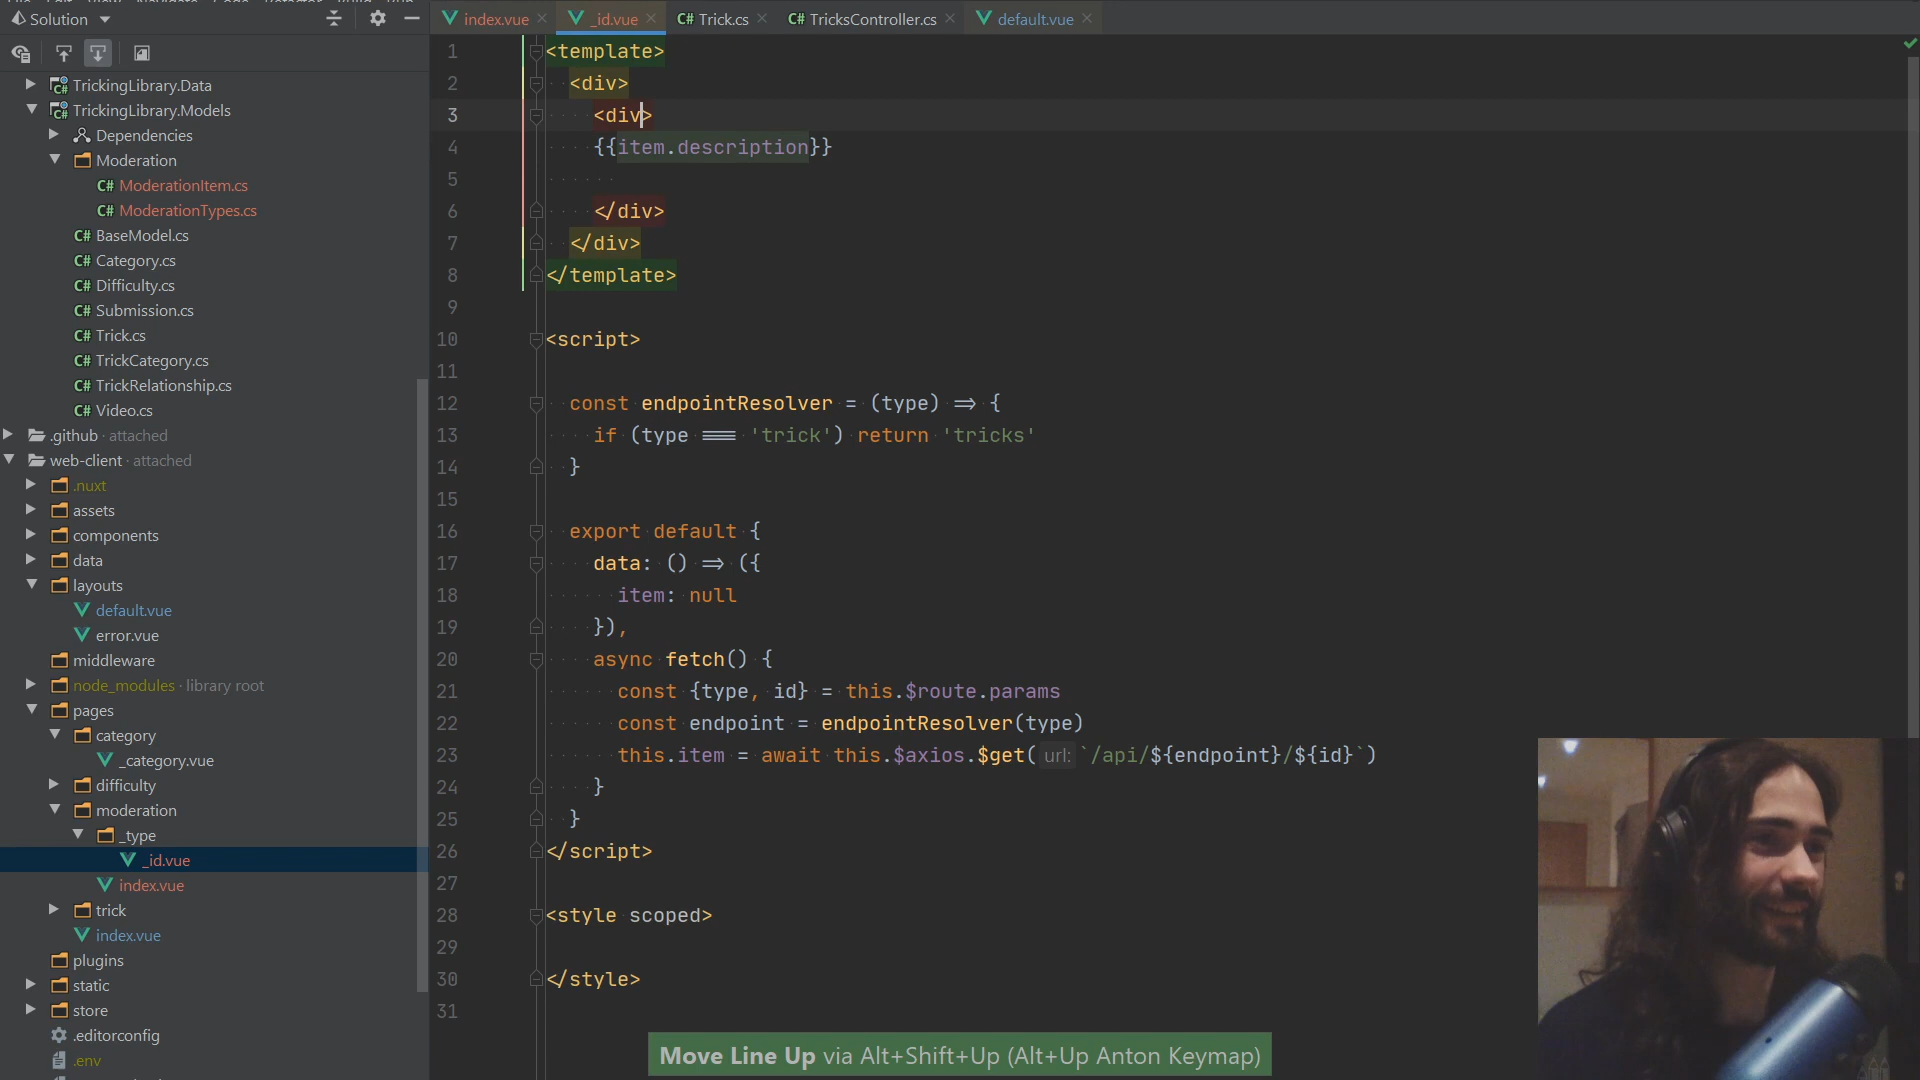 Solution
index.vue
_id.vue
Trick.cs
TricksController.cs
default.vue
TrickingLibrary.Data
TrickingLibrary.Models
Dependencies
Moderation
C# ModerationItem.cs
C# ModerationTypes.cs
C# BaseModel.cs
C# Category.cs
C# Difficulty.cs
C# Submission.cs
C# Trick.cs
C# TrickCategory.cs
C# TrickRelationship.cs
C# Video.cs
.github · attached
web-client · attached
.nuxt
assets
components
data
layouts
default.vue
error.vue
middleware
node_modules · library root
pages
category
_category.vue
difficulty
moderation
_type
_id.vue
index.vue
trick
index.vue
plugins
static
store
.editorconfig
.env
1 <template>
2 <div>
3 <div>
4 {{item.description}}
5
6 </div>
7 </div>
8 </template>
9
10 <script>
11
12 const endpointResolver = (type) => {
13 if (type === 'trick') return 'tricks'
14 }
15
16 export default {
17 data: () => ({
18 item: null
19 }),
20 async fetch() {
21 const {type, id} = this.$route.params
22 const endpoint = endpointResolver(type)
23 this.item = await this.$axios.$get( url: `/api/${endpoint}/${id}`)
24 }
25 }
26 </script>
27
28 <style scoped>
29
30 </style>
31
Move Line Up via Alt+Shift+Up (Alt+Up Anton Keymap)